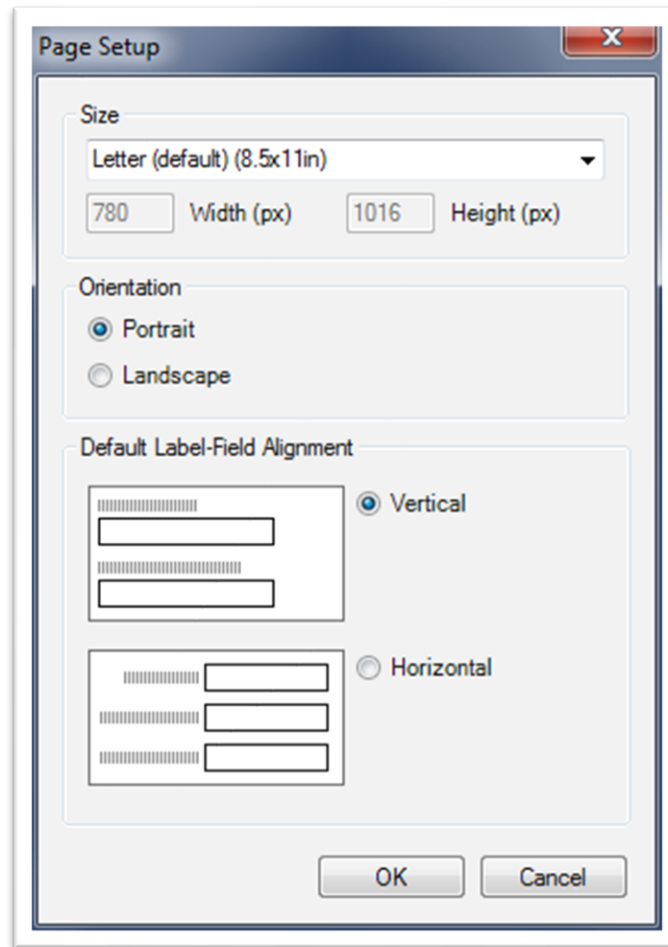 Page Setup
Size
Letter (default) (8.5x11in)
780 Width (px) 1016 Height (px)
Orientation
Portrait
Landscape
Default Label-Field Alignment
Vertical
Horizontal
OK Cancel